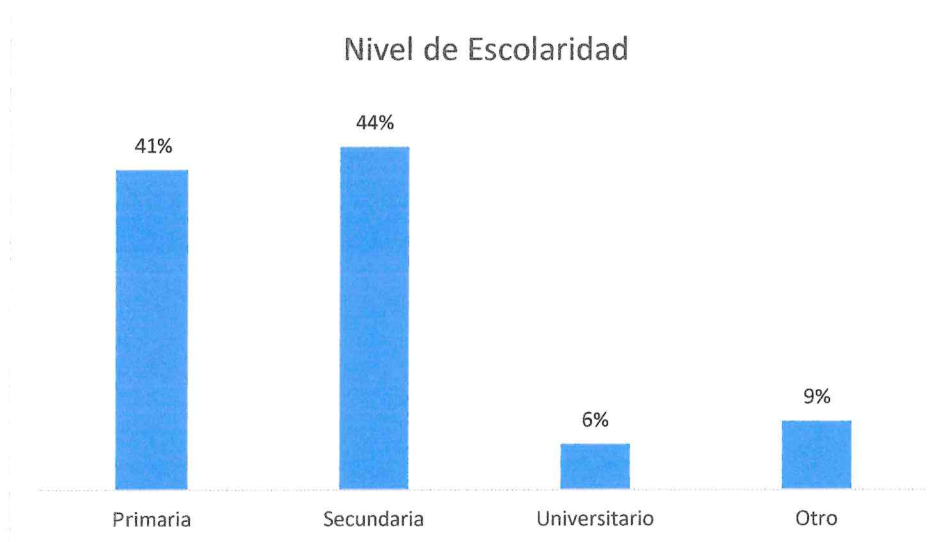 Nivel de Escolaridad
41%
44%
6%
9%
Primaria
Secundaria
Universitario
Otro